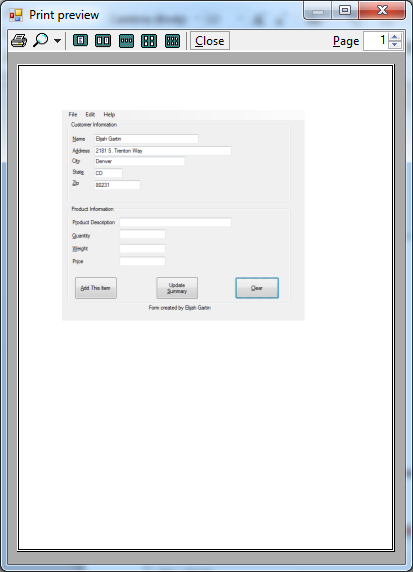 Print preview
Close
Page 1
File Edit Help
Customer Information
Name Elijah Gartin
Address 2181 S. Trenton Way
City Denver
State CO
Zip 80231
Product Information
Product Description
Quantity
Weight
Price
Add This Item
Update
Summary
Clear
Form created by Elijah Gartin